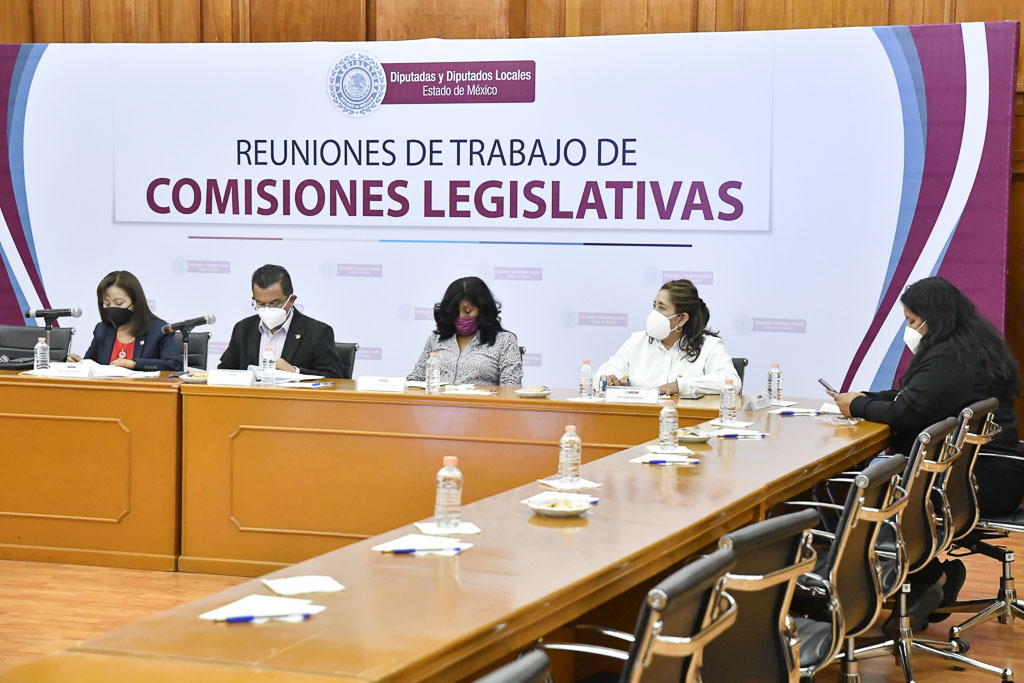 Diputadas y Diputados Locales
Estado de México
REUNIONES DE TRABAJO DE
COMISIONES LEGISLATIVAS